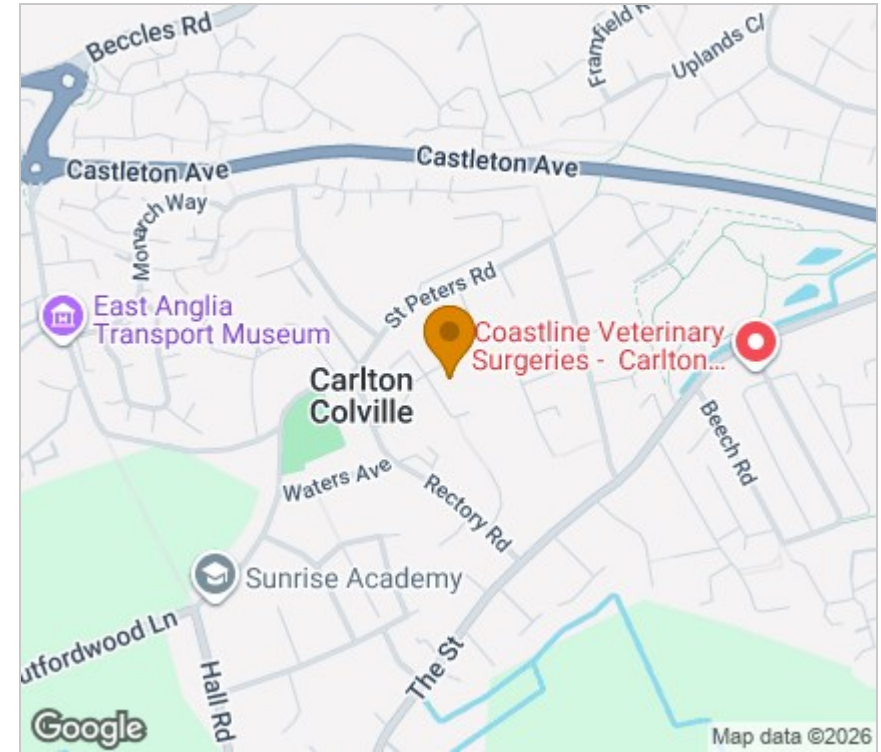 Beccles Rd
Framfield R
Uplands Cl
Castleton Ave
Castleton Ave
Monarch Way
St Peters Rd
East Anglia
Transport Museum
Coastline Veterinary
Surgeries - Carlton...
Carlton
Colville
Beech Rd
Waters Ave
Rectory Rd
Sunrise Academy
utfordwood Ln
Hall Rd
The St
Google
Map data ©2026